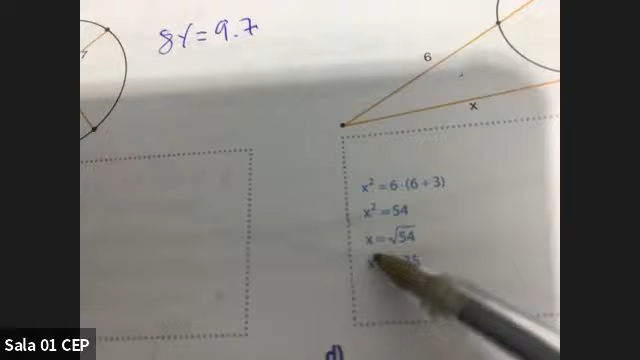 8Y = 9.7
6
x
x² = 6·(6 + 3)
x² = 54
x = √54
x
d)
Sala 01 CEP